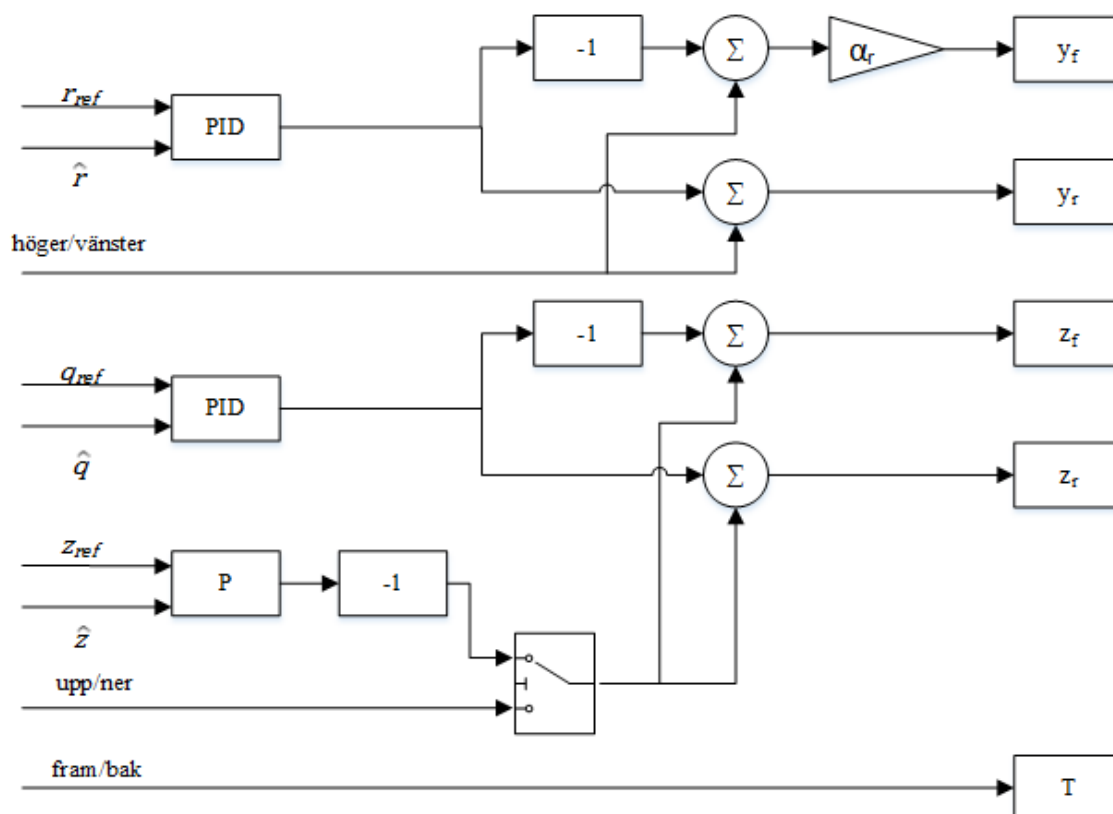 -1
Σ
α_r
y_f
r_ref
PID
r̂
Σ
y_r
höger/vänster
-1
Σ
z_f
q_ref
PID
q̂
Σ
z_r
z_ref
P
-1
ẑ
upp/ner
fram/bak
T